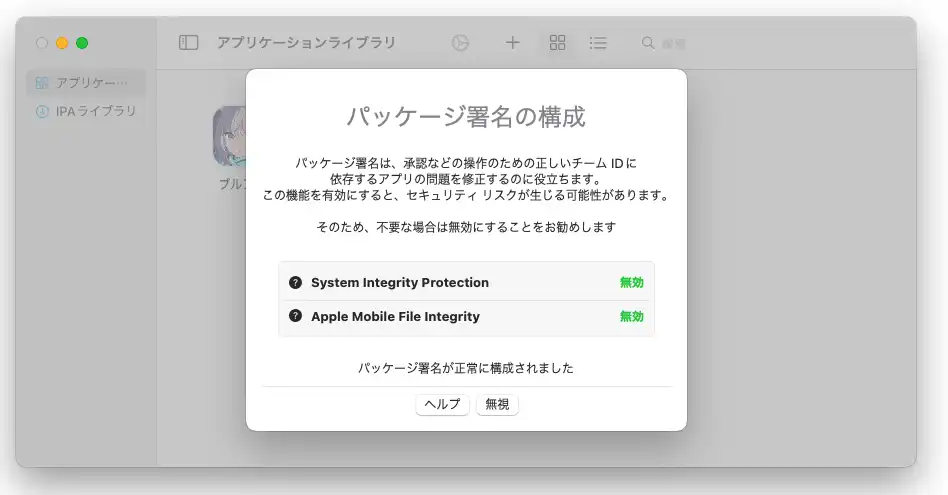 アプリケーションライブラリ
検索
アプリケー…
IPAライブラリ
ブルア
パッケージ署名の構成
パッケージ署名は、承認などの操作のための正しいチーム IDに
依存するアプリの問題を修正するのに役立ちます。
この機能を有効にすると、セキュリティ リスクが生じる可能性があります。
そのため、不要な場合は無効にすることをお勧めします
System Integrity Protection 無効
Apple Mobile File Integrity 無効
パッケージ署名が正常に構成されました
ヘルプ 無視